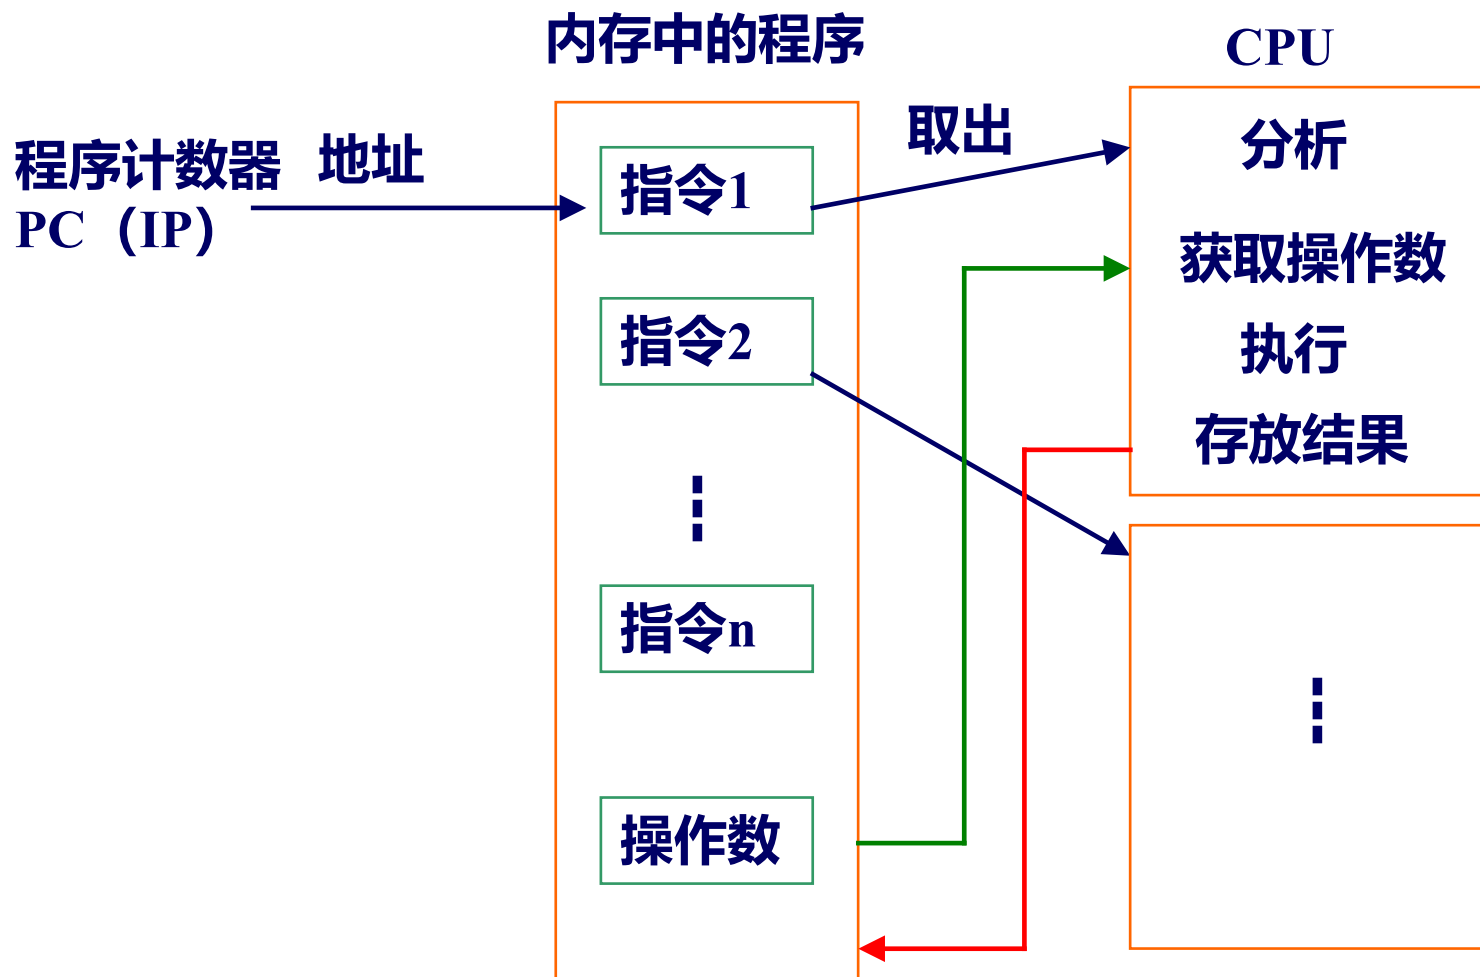 内存中的程序
CPU
程序计数器
PC（IP）
地址
取出
指令1
指令2
指令n
操作数
分析
获取操作数
执行
存放结果